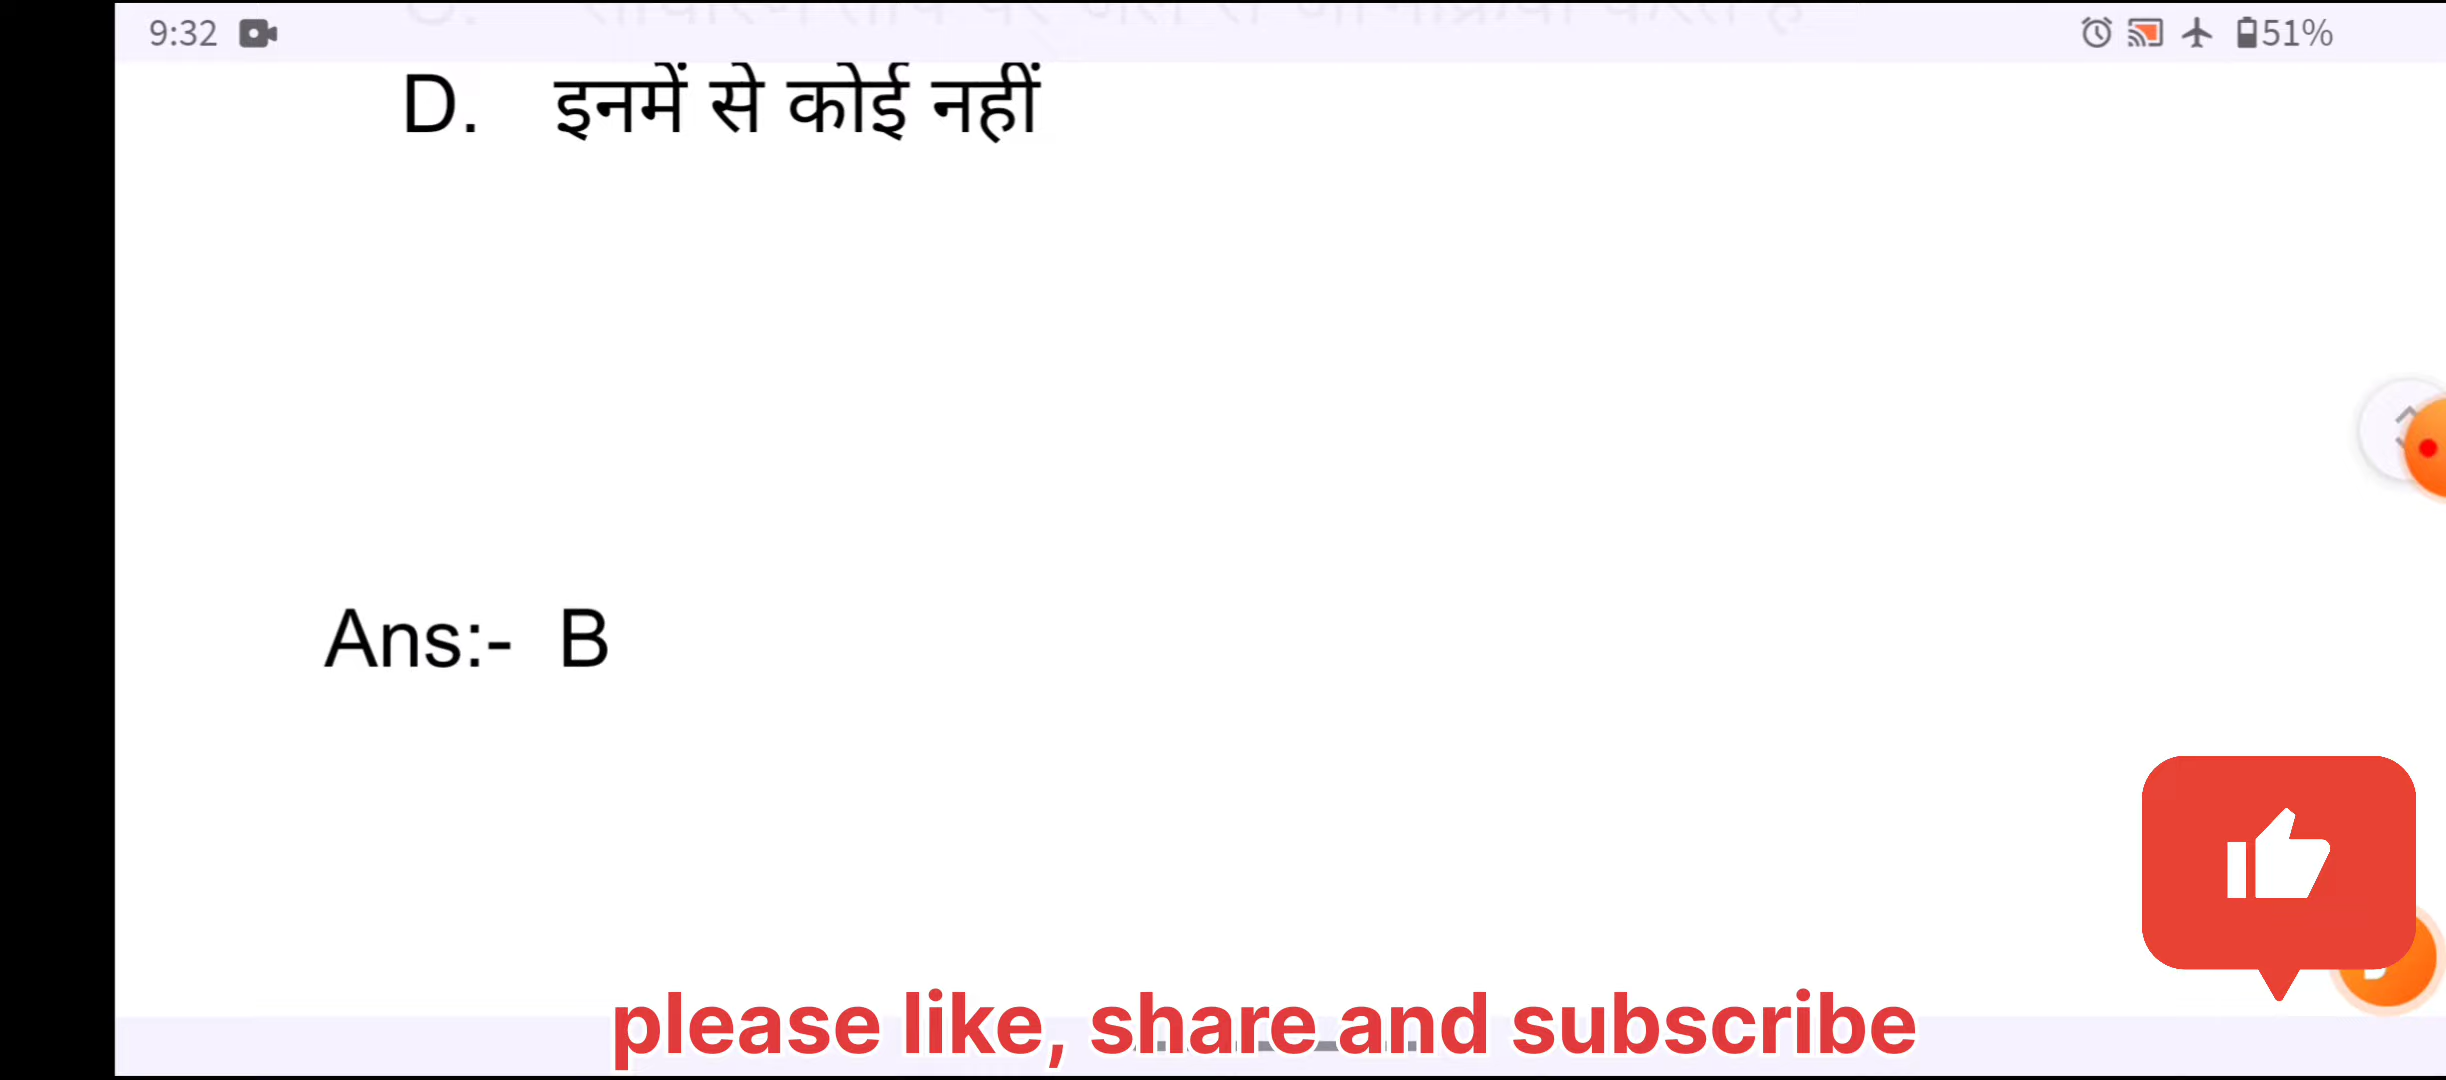 9:32 51%
D. इनमें से कोई नहीं
Ans:- B
please like, share and subscribe